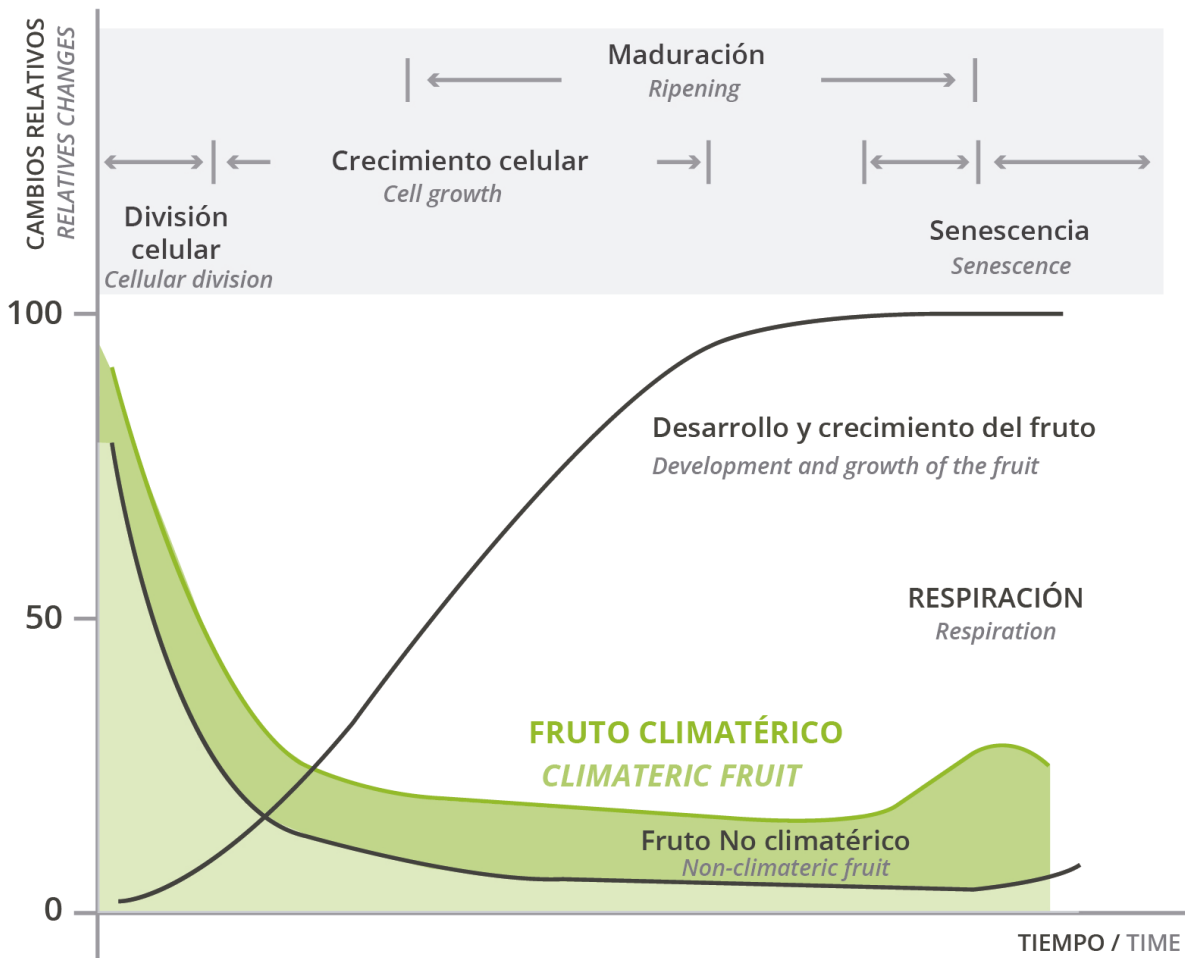 CAMBIOS RELATIVOS
RELATIVES CHANGES
Maduración
Ripening
Crecimiento celular
Cell growth
División
celular
Cellular division
Senescencia
Senescence
100
Desarrollo y crecimiento del fruto
Development and growth of the fruit
50
RESPIRACIÓN
Respiration
FRUTO CLIMATÉRICO
CLIMATERIC FRUIT
Fruto No climatérico
Non-climateric fruit
0
TIEMPO / TIME